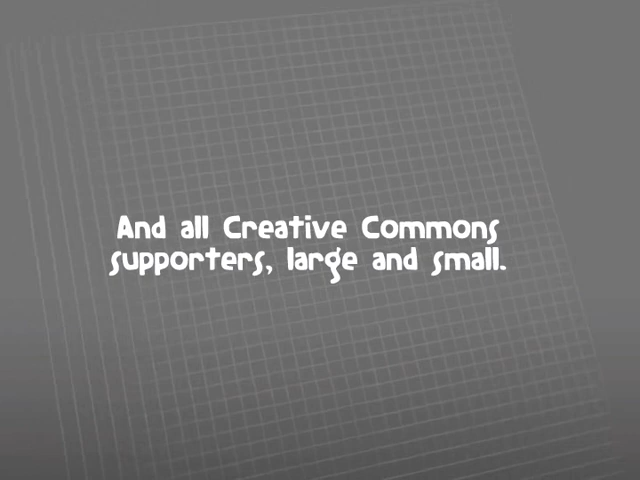 And all Creative Commons
supporters, large and small.